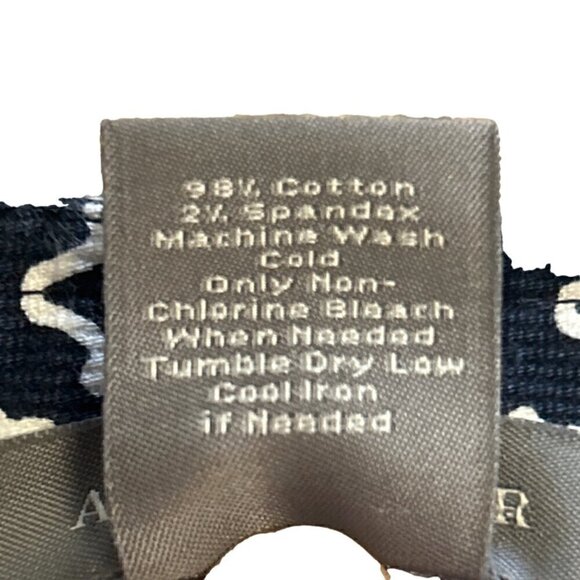 98% Cotton
2% Spandex
Machine Wash
Cold
Only Non-
Chlorine Bleach
When Needed
Tumble Dry Low
Cool Iron
if Needed